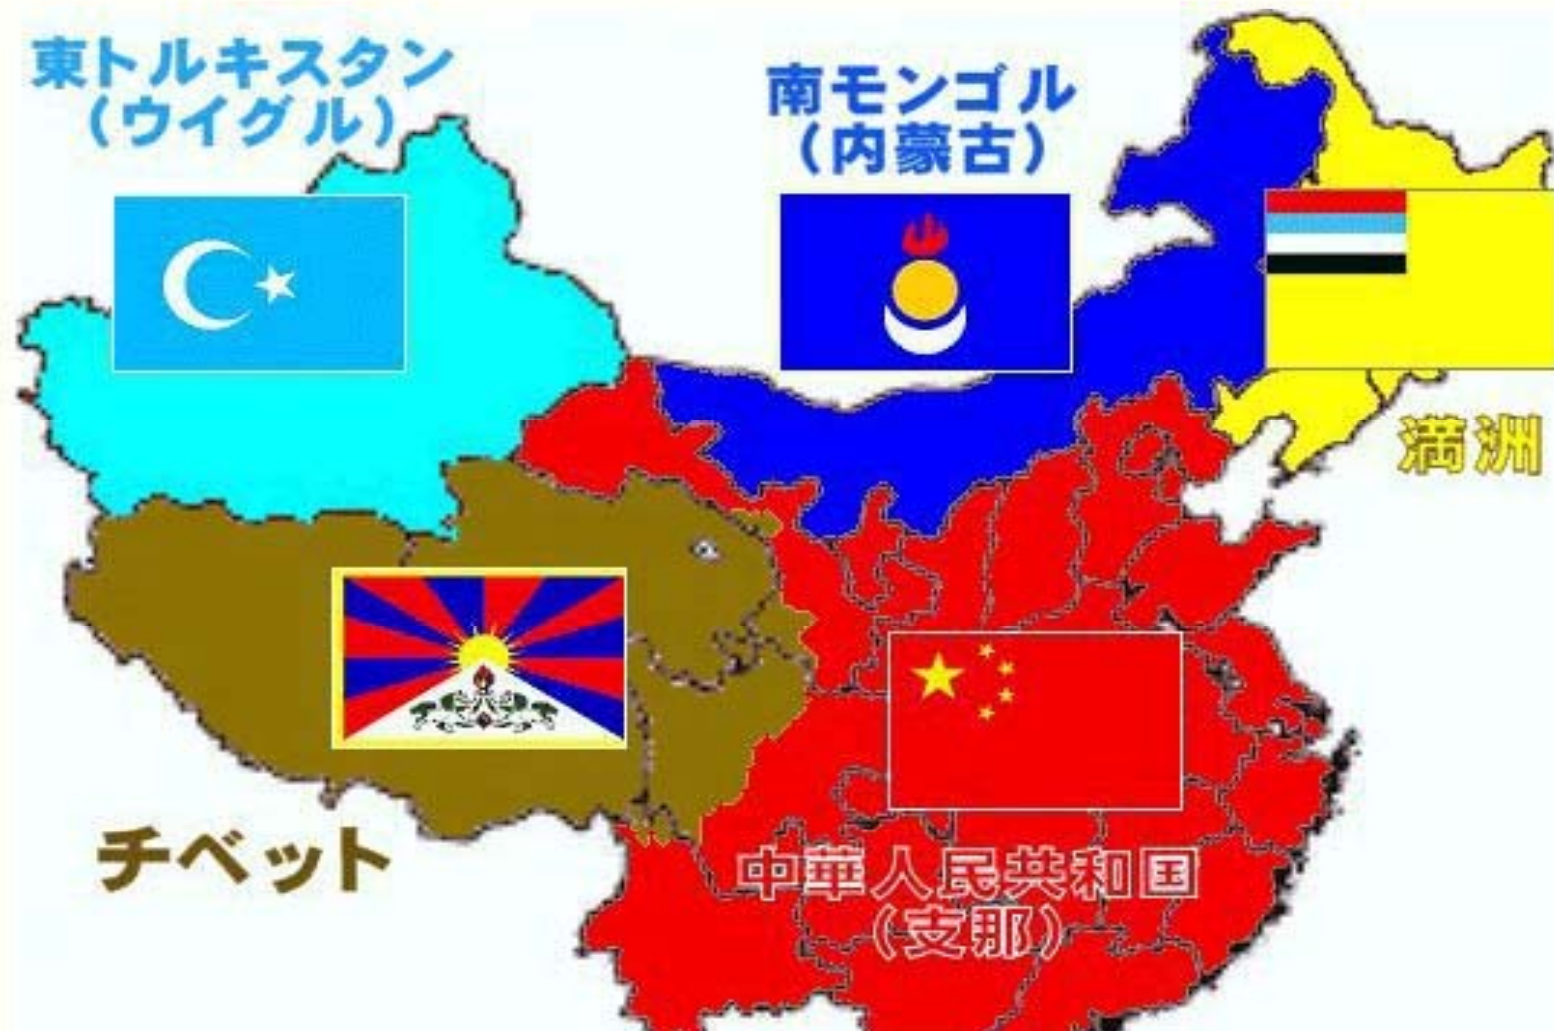 東トルキスタン
（ウイグル）
南モンゴル
（内蒙古）
満洲
チベット
中華人民共和国
（支那）